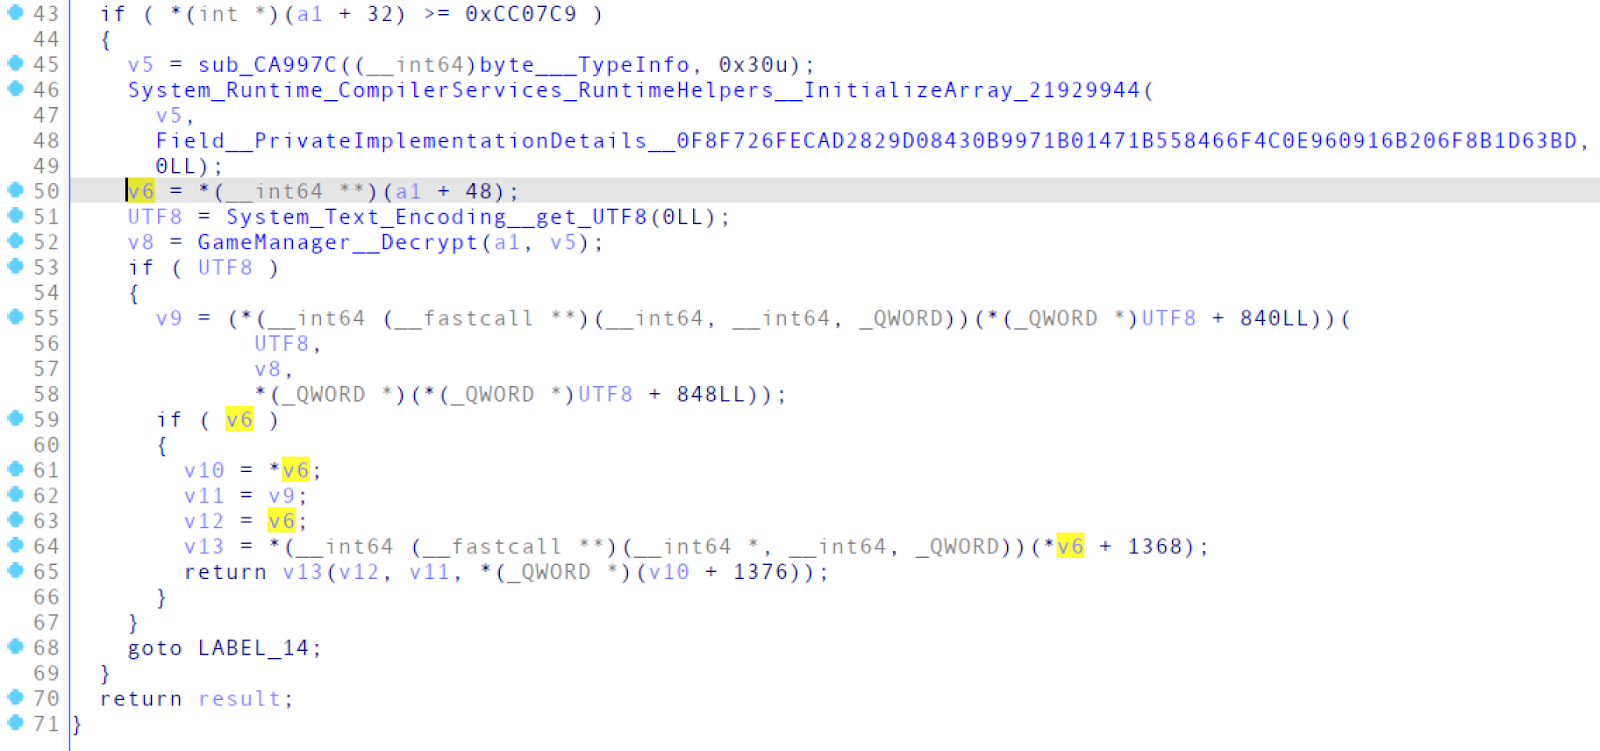 43 if ( *(int *)(a1 + 32) >= 0xCC07C9 )
44 {
45 v5 = sub_CA997C((__int64)byte___TypeInfo, 0x30u);
46 System_Runtime_CompilerServices_RuntimeHelpers__InitializeArray_21929944(
47 v5,
48 Field__PrivateImplementationDetails__0F8F726FECAD2829D08430B9971B01471B558466F4C0E960916B206F8B1D63BD,
49 0LL);
50 v6 = *(__int64 **)(a1 + 48);
51 UTF8 = System_Text_Encoding__get_UTF8(0LL);
52 v8 = GameManager__Decrypt(a1, v5);
53 if ( UTF8 )
54 {
55 v9 = (*(__int64 (__fastcall **)(__int64, __int64, _QWORD))(*(_QWORD *)UTF8 + 840LL))(
56 UTF8,
57 v8,
58 *(_QWORD *)(*(_QWORD *)UTF8 + 848LL));
59 if ( v6 )
60 {
61 v10 = *v6;
62 v11 = v9;
63 v12 = v6;
64 v13 = *(__int64 (__fastcall **)(__int64 *, __int64, _QWORD))(*v6 + 1368);
65 return v13(v12, v11, *(_QWORD *)(v10 + 1376));
66 }
67 }
68 goto LABEL_14;
69 }
70 return result;
71 }